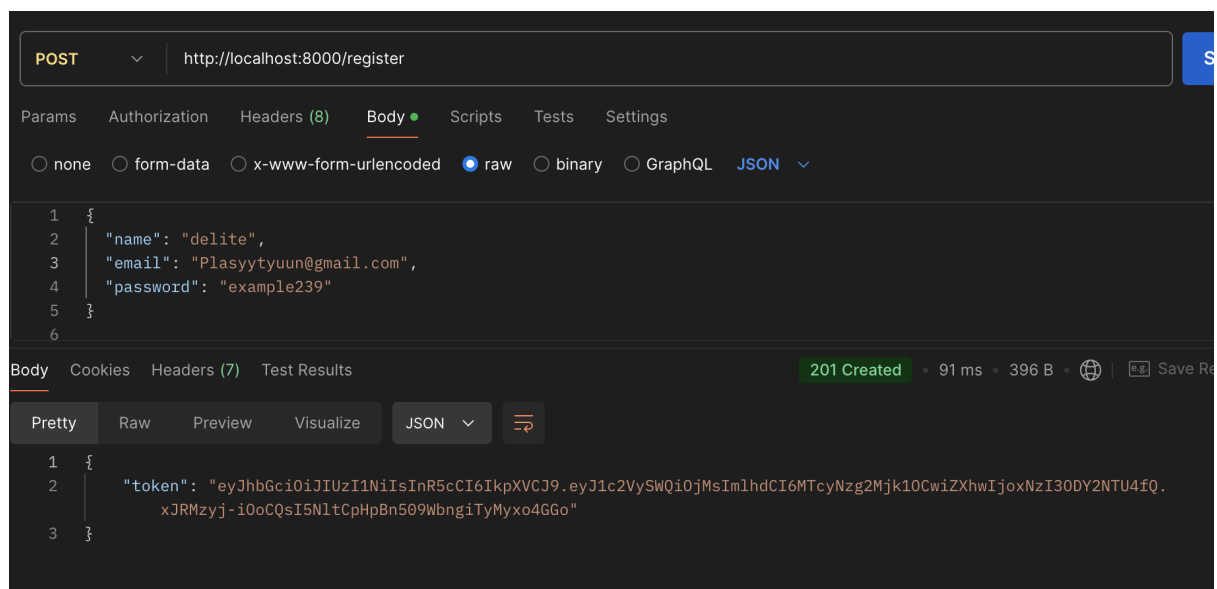 POST http://localhost:8000/register S
Params Authorization Headers (8) Body Scripts Tests Settings
none form-data x-www-form-urlencoded raw binary GraphQL JSON
1 {
2 "name": "delite",
3 "email": "Plasyytyuun@gmail.com",
4 "password": "example239"
5 }
6
Body Cookies Headers (7) Test Results 201 Created 91 ms 396 B e.g. Save Re
Pretty Raw Preview Visualize JSON
1 {
2 "token": "eyJhbGciOiJIUzI1NiIsInR5cCI6IkpXVCJ9.eyJ1c2VySWQiOjMsImlhdCI6MTcyNzg2Mjk1OCwiZXhwIjoxNzI3ODY2NTU4fQ.
xJRMzyj-iOoCQsI5NltCpHpBn509WbngiTyMyxo4GGo"
3 }